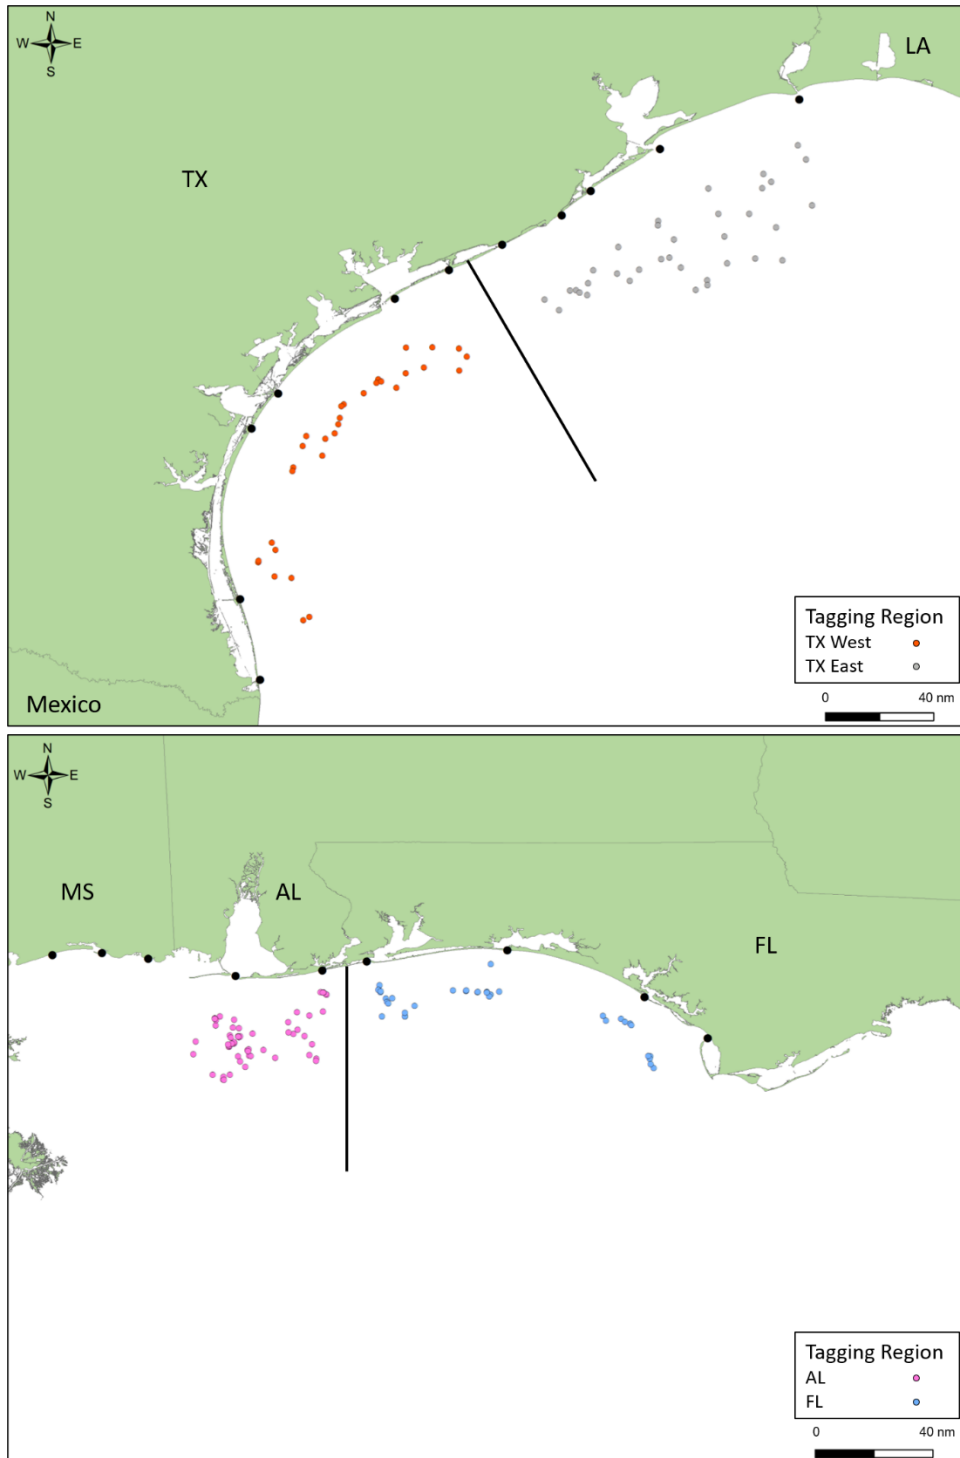 N
W E
S
LA
TX
Mexico
Tagging Region
TX West
TX East
0 40 nm
N
W E
S
MS
AL
FL
Tagging Region
AL
FL
0 40 nm